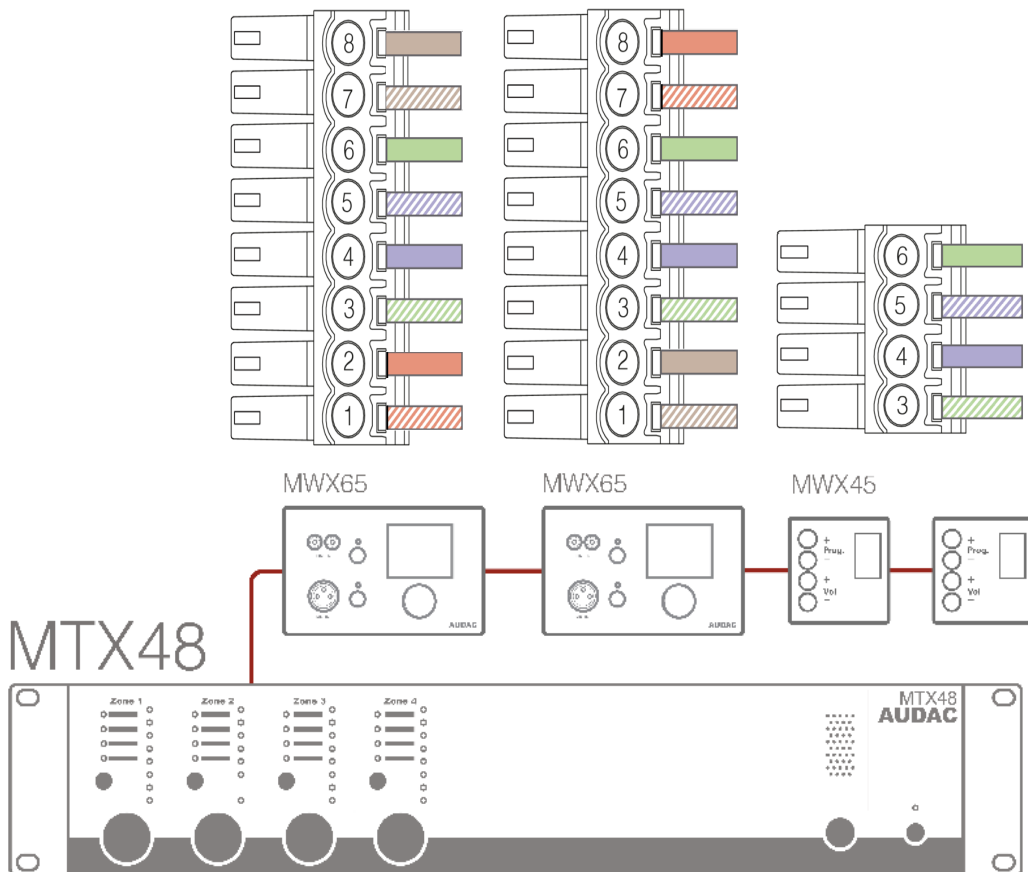 8 8
7 7
6 6
5 5
4 4
3 3
2 2
1 1
6
5
4
3
MWX65 MWX65 MWX45
+
Prog.
−
+
Vol
−
+
Prog.
−
+
Vol
−
AUDAC AUDAC
MTX48
Zone 1 Zone 2 Zone 3 Zone 4
MTX48
AUDAC